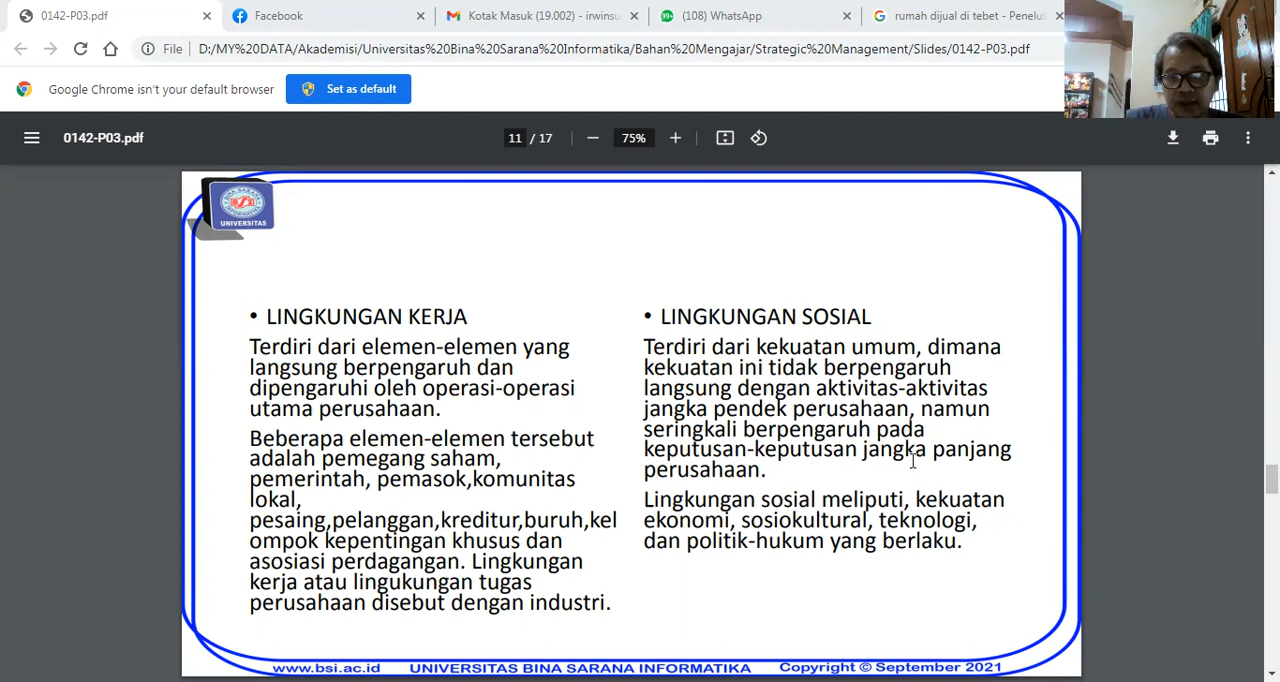 0142-P03.pdf
Facebook
Kotak Masuk (19.002) - irwinsu
99+
(108) WhatsApp
rumah dijual di tebet - Penelus
File
D:/MY%20DATA/Akademisi/Universitas%20Bina%20Sarana%20Informatika/Bahan%20Mengajar/Strategic%20Management/Slides/0142-P03.pdf
Google Chrome isn't your default browser
Set as default
0142-P03.pdf
11 / 17
75%
BINA SARANA
BSI
UNIVERSITAS
• LINGKUNGAN KERJA
Terdiri dari elemen-elemen yang
langsung berpengaruh dan
dipengaruhi oleh operasi-operasi
utama perusahaan.
Beberapa elemen-elemen tersebut
adalah pemegang saham,
pemerintah, pemasok,komunitas
lokal,
pesaing,pelanggan,kreditur,buruh,kel
ompok kepentingan khusus dan
asosiasi perdagangan. Lingkungan
kerja atau lingukungan tugas
perusahaan disebut dengan industri.
• LINGKUNGAN SOSIAL
Terdiri dari kekuatan umum, dimana
kekuatan ini tidak berpengaruh
langsung dengan aktivitas-aktivitas
jangka pendek perusahaan, namun
seringkali berpengaruh pada
keputusan-keputusan jangka panjang
perusahaan.
Lingkungan sosial meliputi, kekuatan
ekonomi, sosiokultural, teknologi,
dan politik-hukum yang berlaku.
www.bsi.ac.id
UNIVERSITAS BINA SARANA INFORMATIKA
Copyright © September 2021